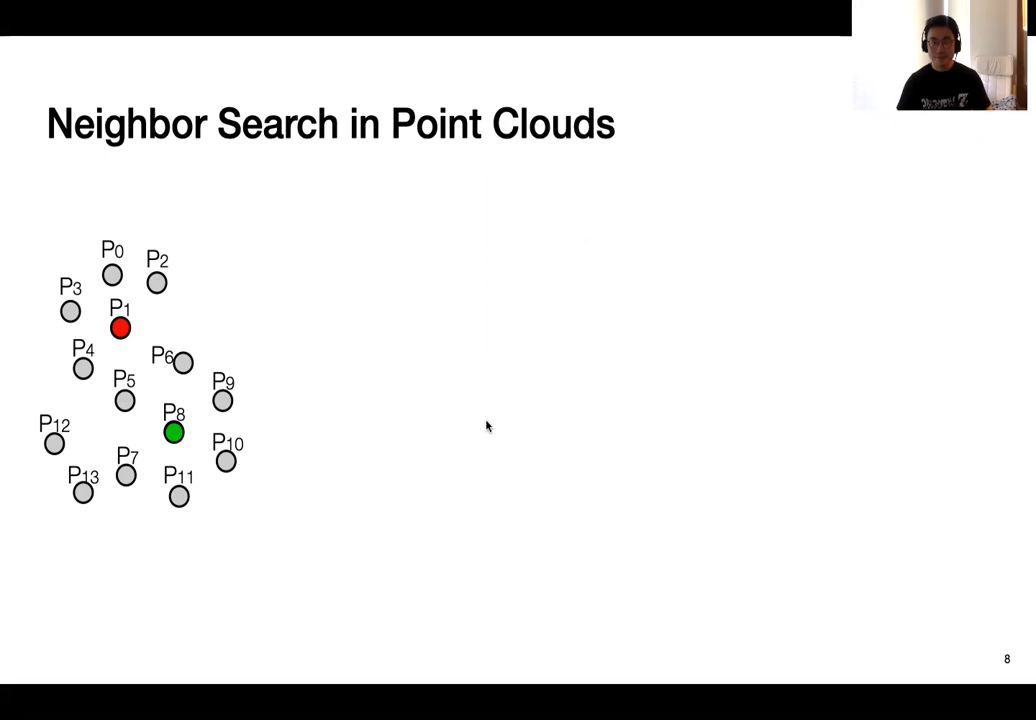 Neighbor Search in Point Clouds
P0
P2
P3
P1
P4
P6
P5
P9
P8
P12
P10
P7
P13
P11
8